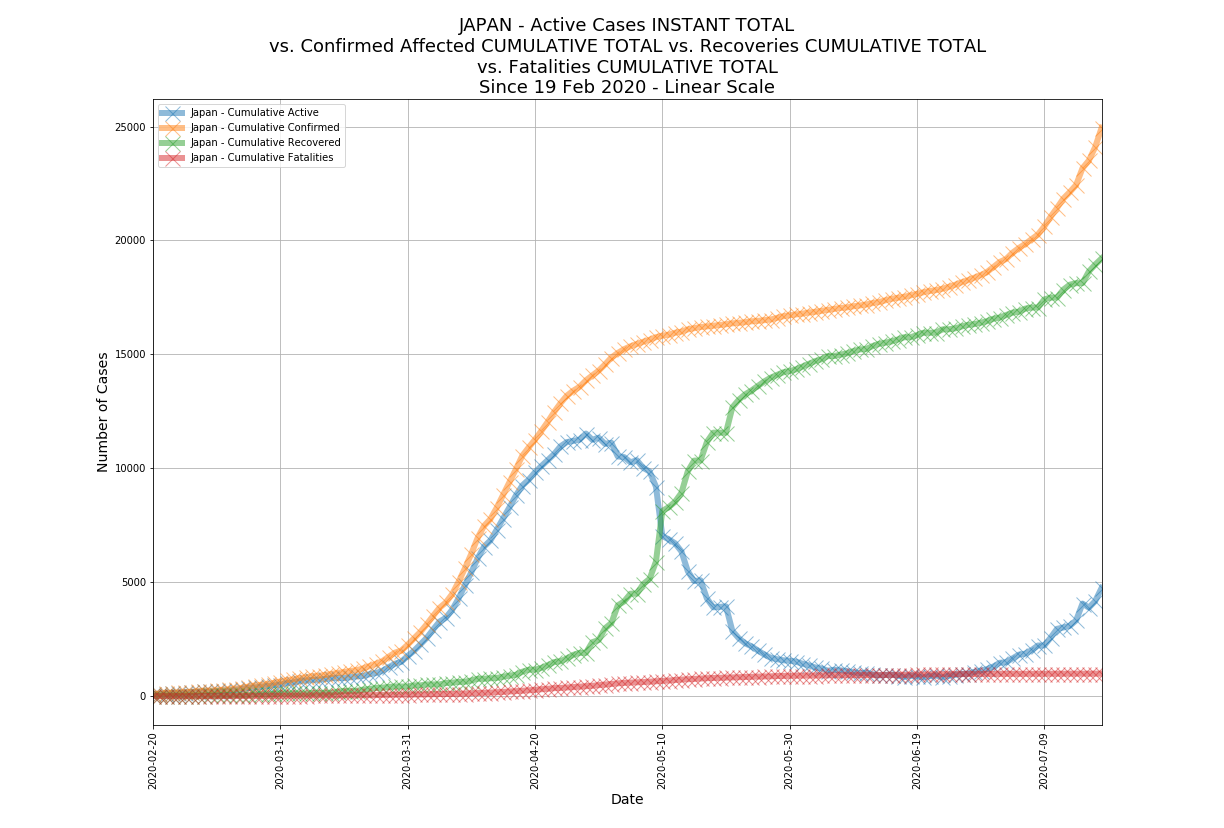 JAPAN - Active Cases INSTANT TOTAL
vs. Confirmed Affected CUMULATIVE TOTAL vs. Recoveries CUMULATIVE TOTAL
vs. Fatalities CUMULATIVE TOTAL
Since 19 Feb 2020 - Linear Scale
Japan - Cumulative Active
Japan - Cumulative Confirmed
Japan - Cumulative Recovered
Japan - Cumulative Fatalities
Number of Cases
25000
20000
15000
10000
5000
0
2020-02-20
2020-03-11
2020-03-31
2020-04-20
2020-05-10
2020-05-30
2020-06-19
2020-07-09
Date